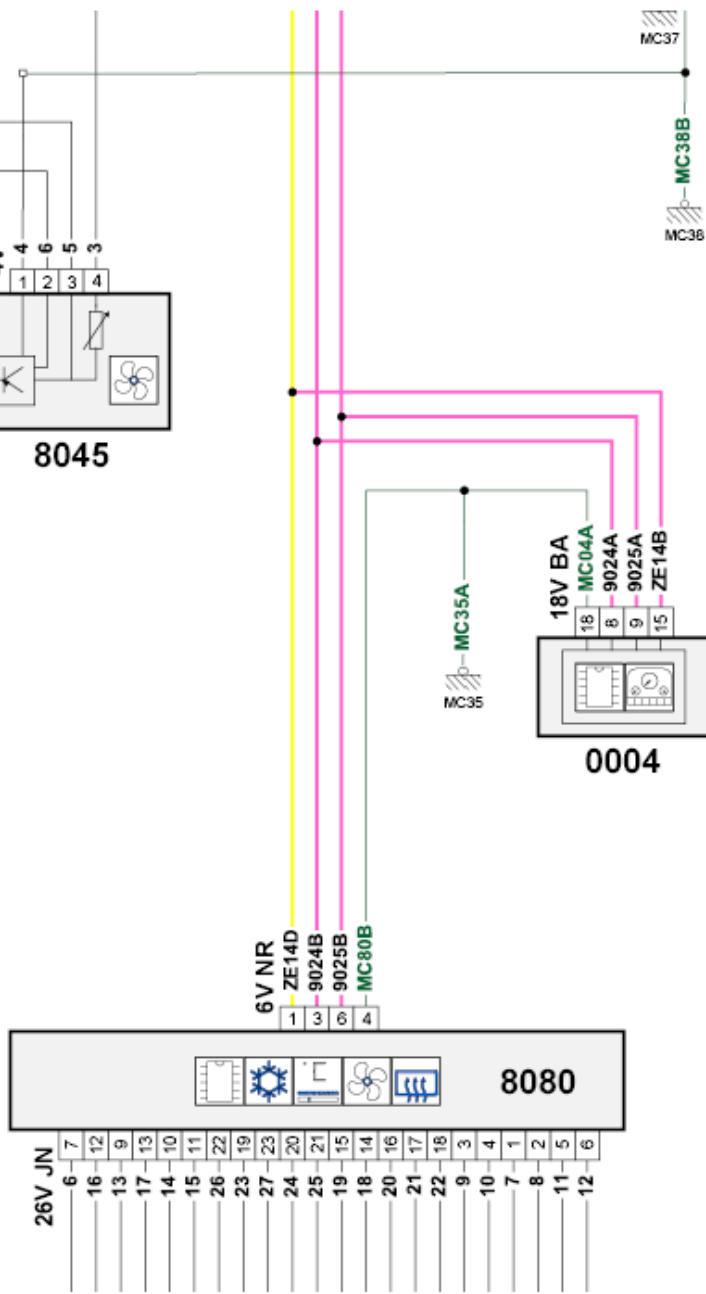 MC37
MC38B
MC38
4 6 5 3
1 2 3 4
8045
18V BA
MC04A
9024A
9025A
ZE14B
18 8 9 15
0004
MC35A
MC35
6V NR
ZE14D
9024B
9025B
MC80B
1 3 6 4
8080
26V JN
7 12 9 13 10 11 22 19 23 20 21 15 14 16 17 18 3 4 1 2 5 6
6 16 13 17 14 15 26 23 27 24 25 19 18 20 21 22 9 10 7 8 11 12